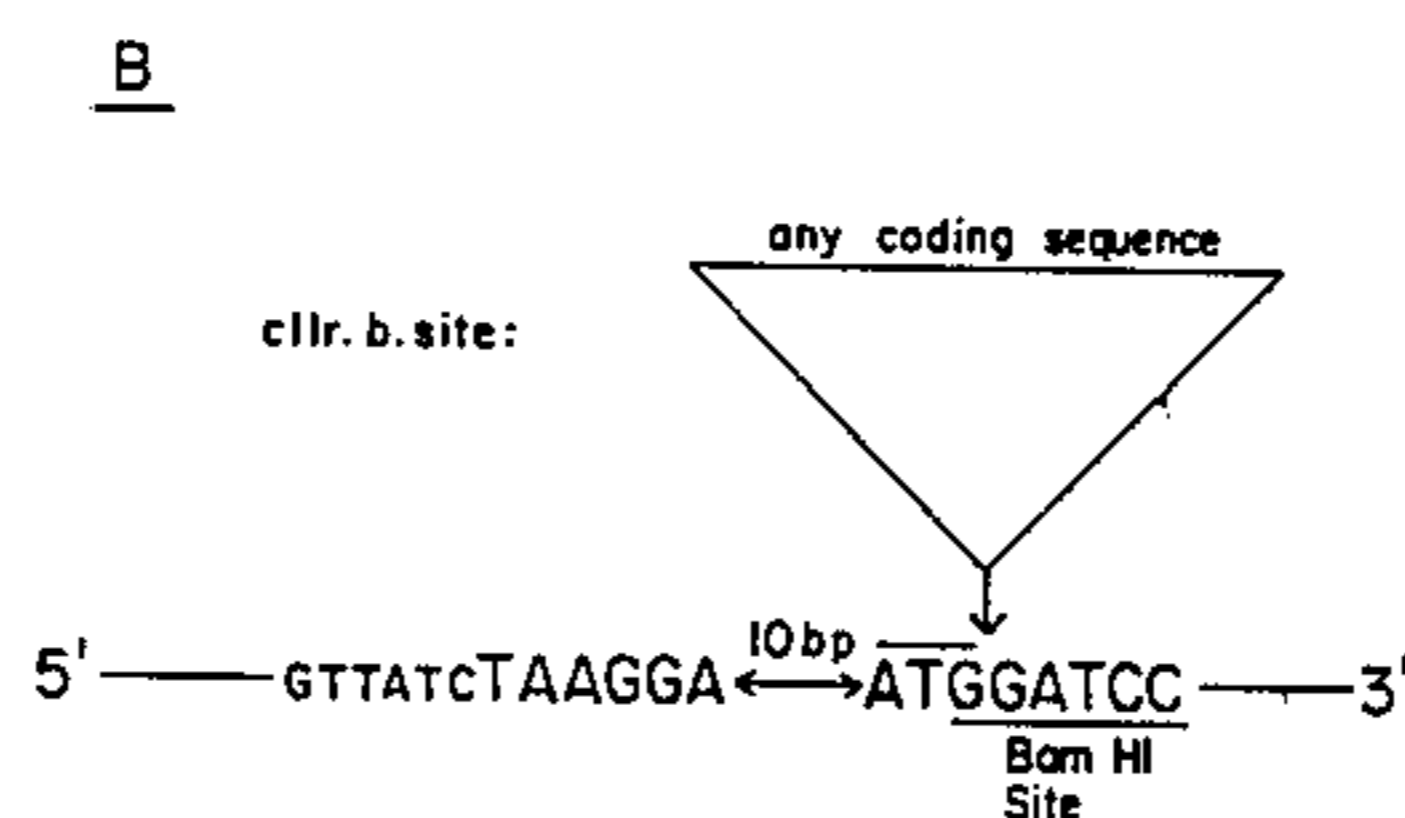 B
any coding sequence
cIIr.b.site:
10bp
5' GTTATCTAAGGA ATGGATCC 3'
Bam HI
Site